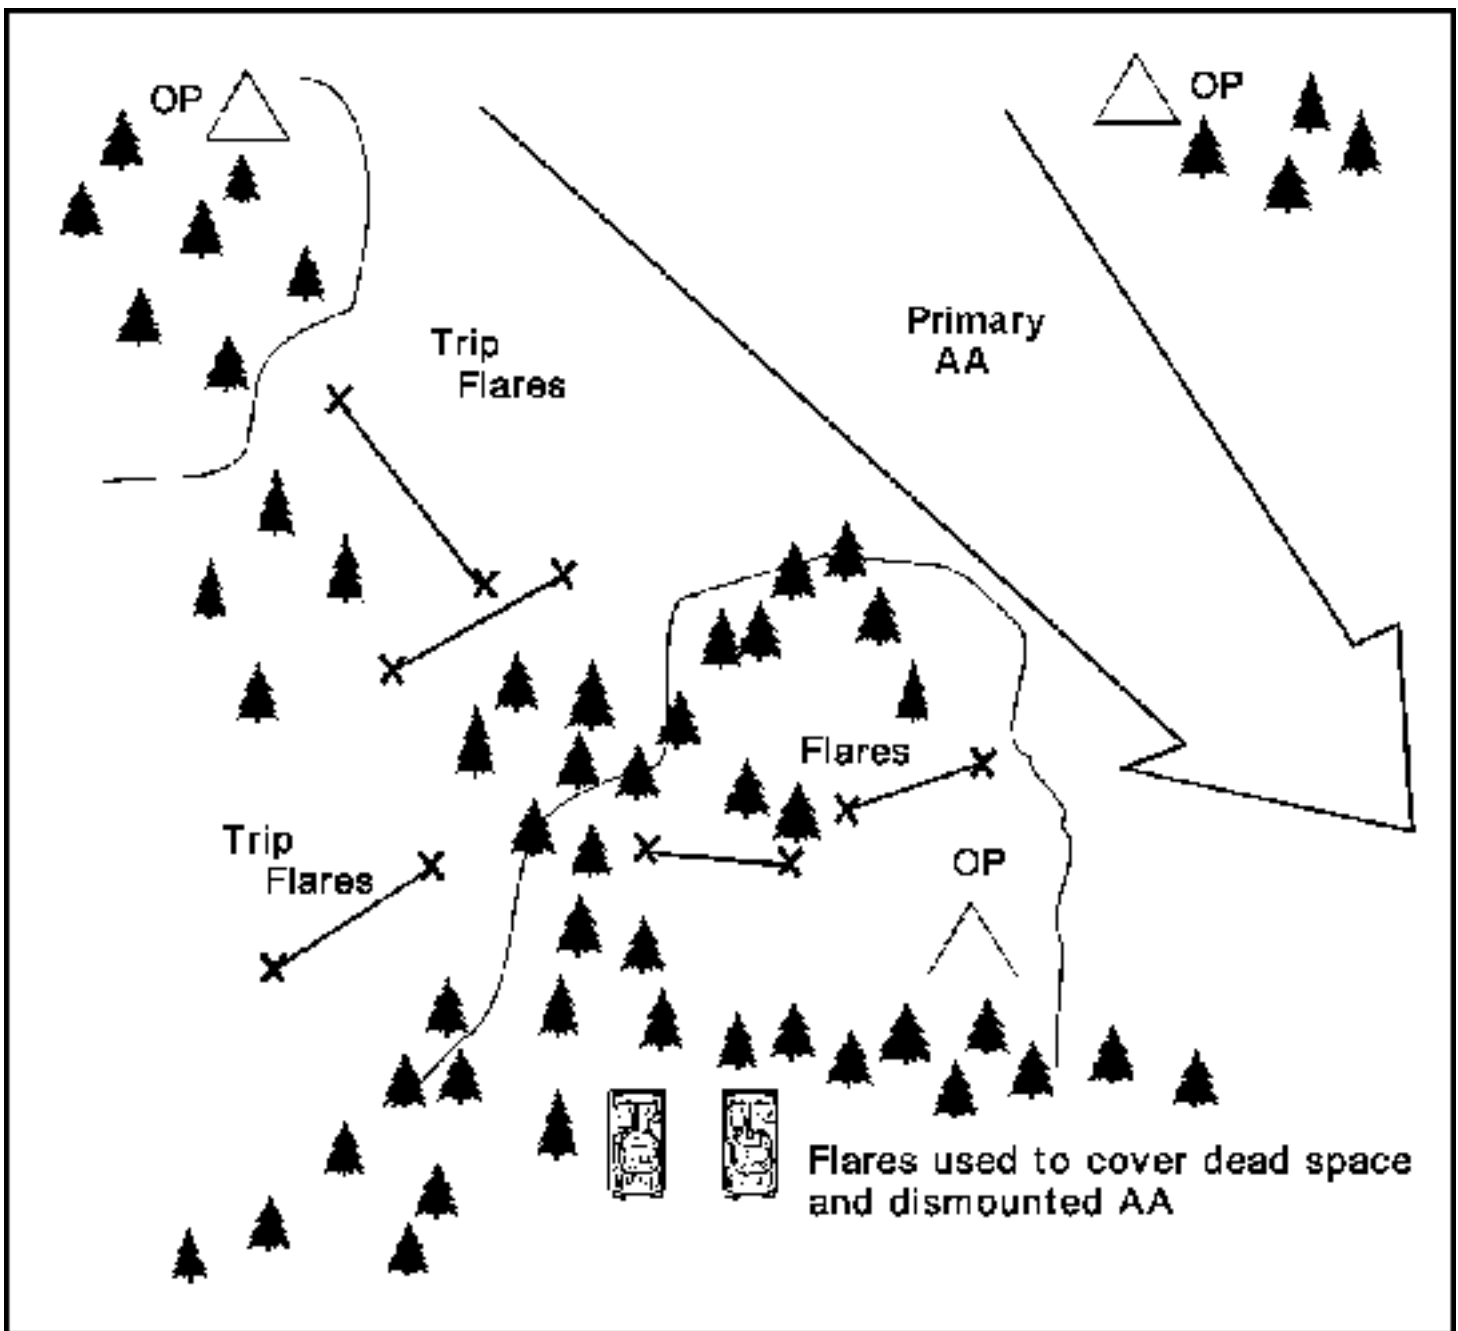 OP
OP
Primary
AA
Trip
Flares
Flares
Trip
Flares
OP
Flares used to cover dead space
and dismounted AA